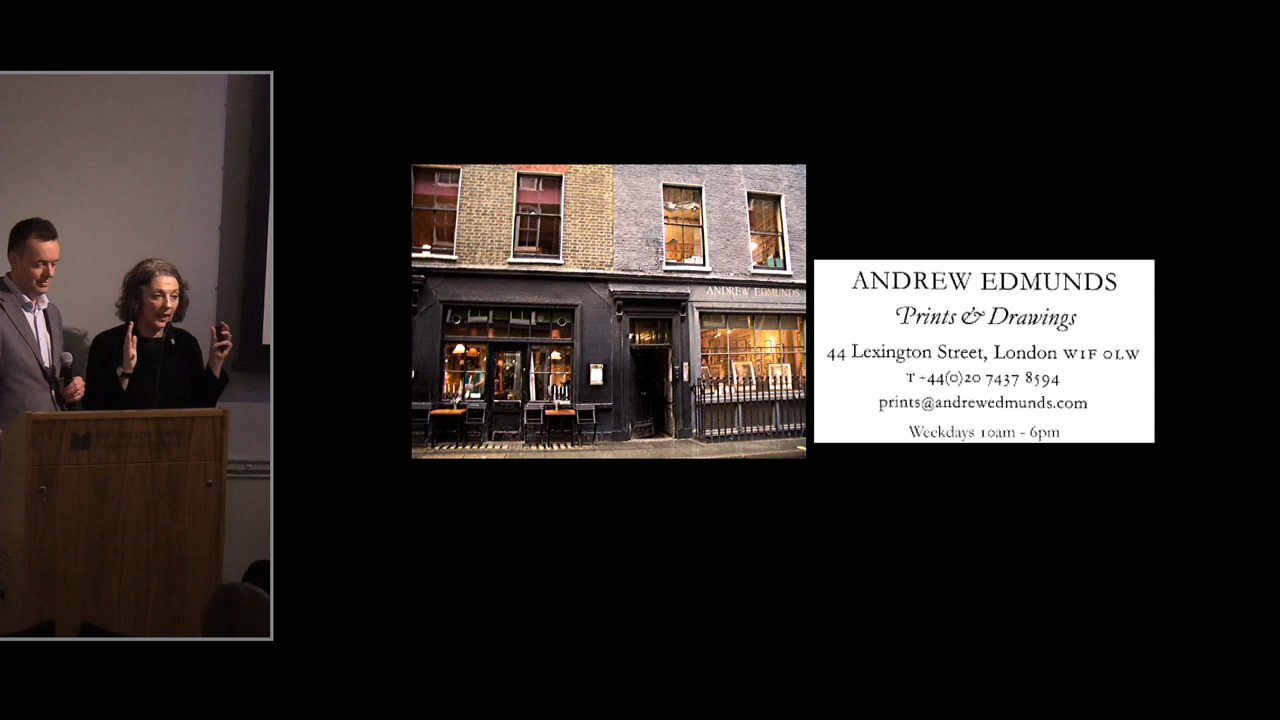 ANDREW EDMUNDS
ANDREW EDMUNDS
Prints & Drawings
44 Lexington Street, London W1F 0LW
T +44(0)20 7437 8594
prints@andrewedmunds.com
Weekdays 10am - 6pm